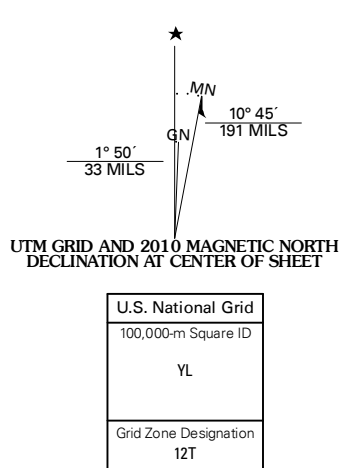 ★
MN
GN
10° 45´
191 MILS
1° 50´
33 MILS
UTM GRID AND 2010 MAGNETIC NORTH
DECLINATION AT CENTER OF SHEET
U.S. National Grid
100,000-m Square ID
YL
Grid Zone Designation
12T